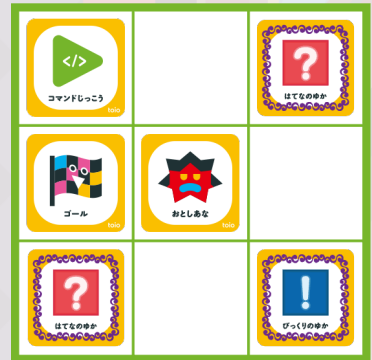 </>
コマンドじっこう
toio
?
はてなのゆか
ゴール
toio
おとしあな
toio
?
はてなのゆか
!
びっくりのゆか